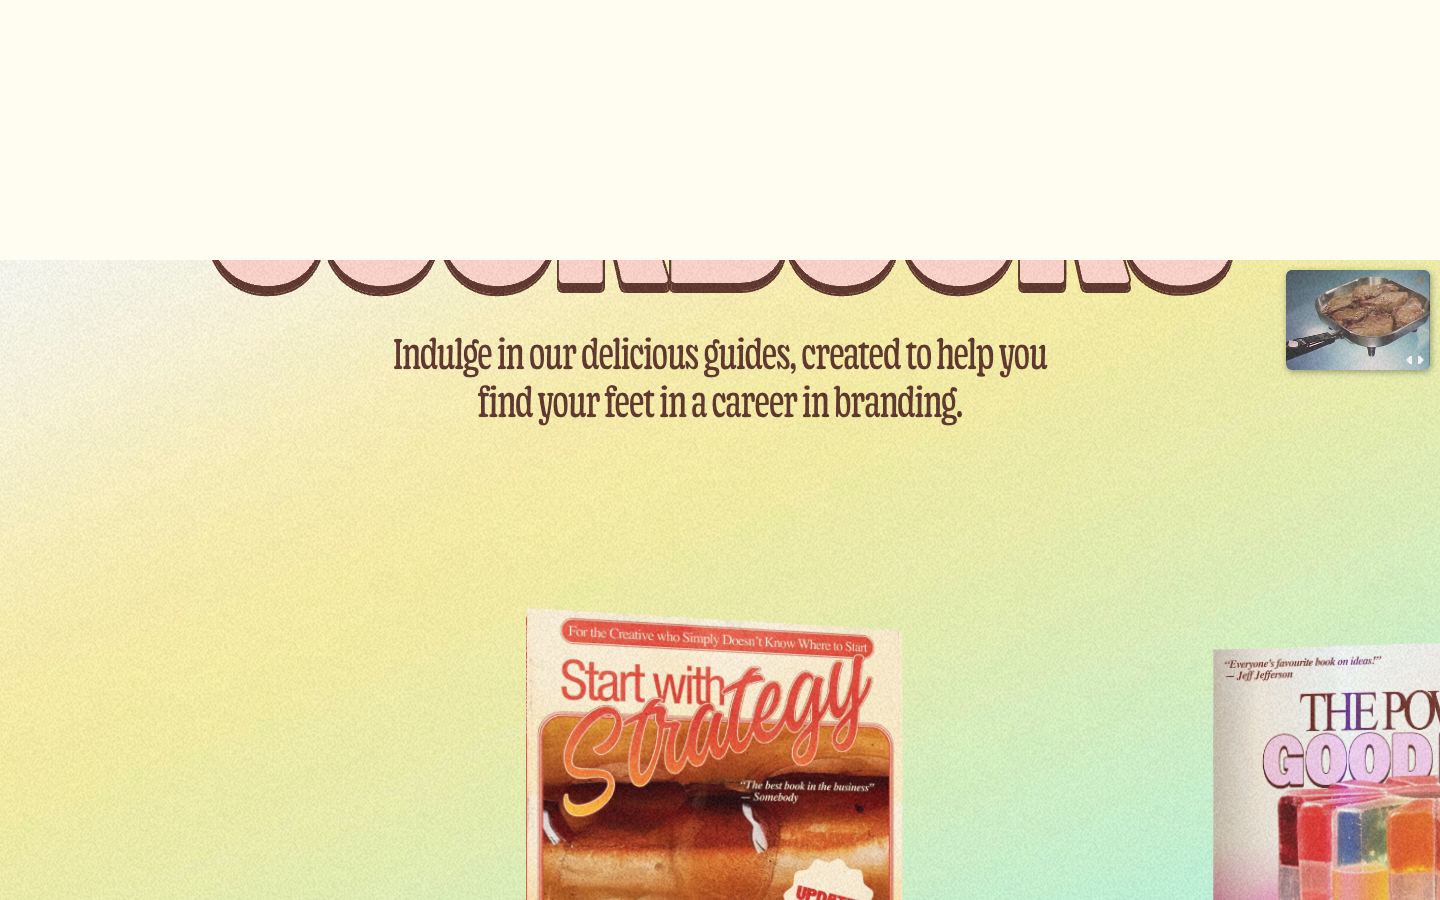 Indulge in our delicious guides, created to help you
find your feet in a career in branding.
For the Creative who Simply Doesn't Know Where to Start
Start with
Strategy
“The best book in the business”
— Somebody
“Everyone's favourite book on ideas!”
— Jeff Jefferson
THE
GOOD